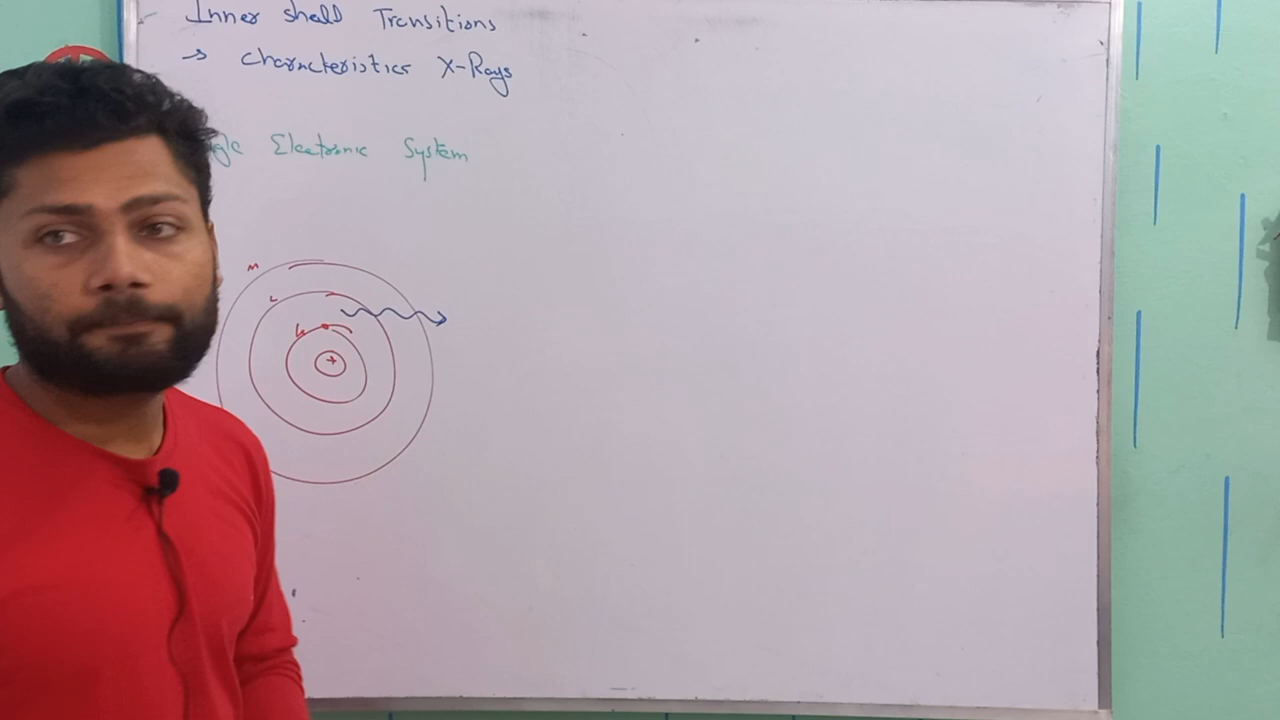 Inner shell Transitions
→ characteristics X-Rays
Electronic System
M
L
K
+